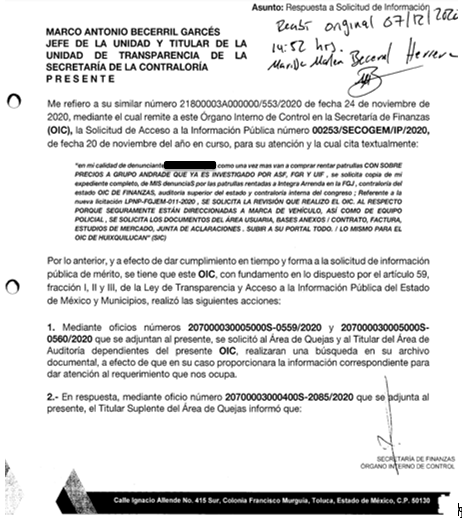 Asunto: Respuesta a Solicitud de Información
Recibí original 07/12/2020
14:52 hrs.
Becerril Herrera
MARCO ANTONIO BECERRIL GARCÉS
JEFE DE LA UNIDAD Y TITULAR DE LA
UNIDAD DE TRANSPARENCIA DE LA
SECRETARÍA DE LA CONTRALORÍA
P R E S E N T E
Me refiero a su similar número 21800003A000000/553/2020 de fecha 24 de noviembre de
2020, mediante el cual remite a este Órgano Interno de Control en la Secretaría de Finanzas
(OIC), la Solicitud de Acceso a la Información Pública número 00253/SECOGEM/IP/2020,
de fecha 20 de noviembre del año en curso, para su atención y la cual cita textualmente:
"en mi calidad de denunciante como una vez mas van a comprar rentar patrullas CON SOBRE
PRECIOS A GRUPO ANDRADE QUE YA ES INVESTIGADO POR ASF, FGR Y UIF , se solicita copia de mi
expediente completo, de MIS denunciaS por las patrullas rentadas a Integra Arrenda en la FGJ , contraloría del
estado OIC DE FINANZAS, auditoria superior del estado y contraloría interna del congreso ; Referente a la
nueva licitación LPNP-FGJEM-011-2020 , SE SOLICITA LA REVISIÓN QUE REALIZO EL OIC. AL RESPECTO
PORQUE SEGURAMENTE ESTÁN DIRECCIONADAS A MARCA DE VEHÍCULO, ASÍ COMO DE EQUIPO
POLICIAL , SE SOLICITA LOS DOCUMENTOS DEL ÁREA USUARIA, BASES ANEXOS / CONTRATO, FACTURA,
ESTUDIOS DE MERCADO, JUNTA DE ACLARACIONES . SUBIR A SU PORTAL TODO. / LO MISMO PARA EL
OIC DE HUIXQUILUCAN" (SIC)
Por lo anterior, y a efecto de dar cumplimiento en tiempo y forma a la solicitud de información
pública de mérito, se tiene que este OIC, con fundamento en lo dispuesto por el artículo 59,
fracción I, II y III, de la Ley de Transparencia y Acceso a la Información Pública del Estado
de México y Municipios, realizó las siguientes acciones:
1. Mediante oficios números 207000030005000S-0559/2020 y 207000030005000S-
0560/2020 que se adjuntan al presente, se solicitó al Área de Quejas y al Titular del Área de
Auditoría dependientes del presente OIC, realizaran una búsqueda en su archivo
documental, a efecto de que en su caso proporcionara la información correspondiente para
dar atención al requerimiento que nos ocupa.
2.- En respuesta, mediante oficio número 20700003000400S-2085/2020 que se adjunta al
presente, el Titular Suplente del Área de Quejas informó que:
SECRETARÍA DE FINANZAS
ÓRGANO INTERNO DE CONTROL
Calle Ignacio Allende No. 415 Sur, Colonia Francisco Murguía, Toluca, Estado de México, C.P. 50130